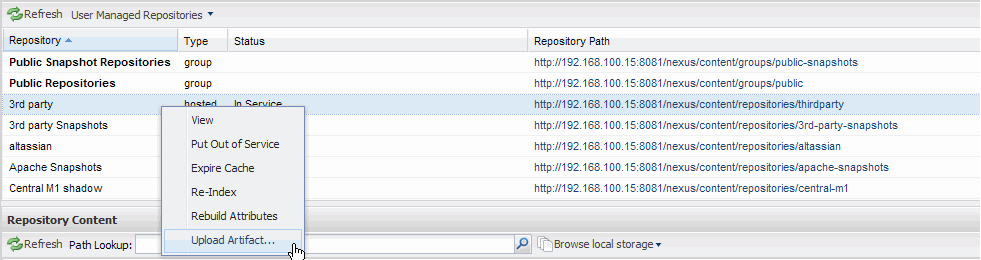 Refresh User Managed Repositories
Repository Type Status Repository Path
Public Snapshot Repositories group http://192.168.100.15:8081/nexus/content/groups/public-snapshots
Public Repositories group http://192.168.100.15:8081/nexus/content/groups/public
3rd party hosted In Service http://192.168.100.15:8081/nexus/content/repositories/thirdparty
3rd party Snapshots http://192.168.100.15:8081/nexus/content/repositories/3rd-party-snapshots
altassian http://192.168.100.15:8081/nexus/content/repositories/altassian
Apache Snapshots http://192.168.100.15:8081/nexus/content/repositories/apache-snapshots
Central M1 shadow http://192.168.100.15:8081/nexus/content/repositories/central-m1
View
Put Out of Service
Expire Cache
Re-Index
Rebuild Attributes
Upload Artifact...
Repository Content
Refresh Path Lookup: Browse local storage